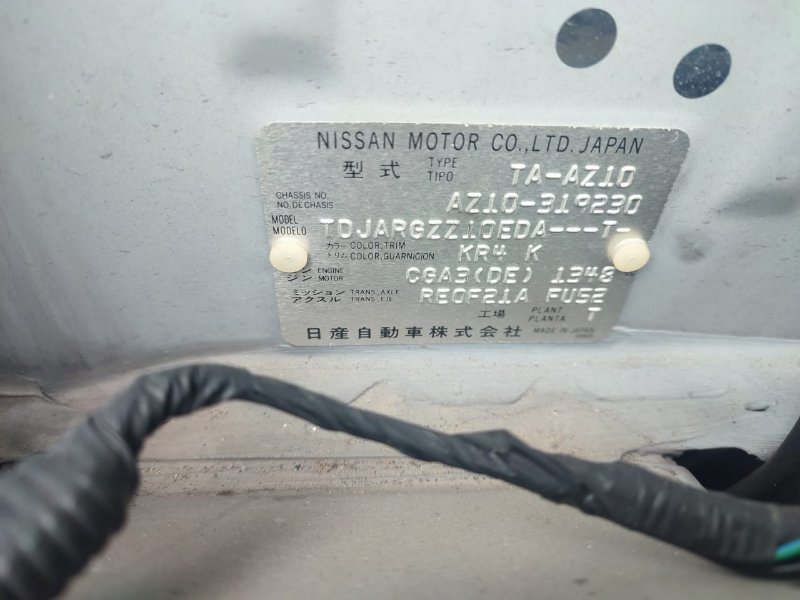 NISSAN MOTOR CO.,LTD. JAPAN
型式 TYPE TIPO TA-AZ10
CHASSIS NO. NO.DE CHASIS AZ10-319230
MODEL MODELO TDJARGZZ10EDA---T-
カラー COLOR,TRIM
トリム COLOR,GUARNICION KR4 K
ジン ENGINE MOTOR CGA3(DE) 1348
ミッション TRANS.,AXLE
アクスル TRANS.,EJE RE0F21A FU52
工場 PLANT PLANTA T
日産自動車株式会社 MADE IN JAPAN